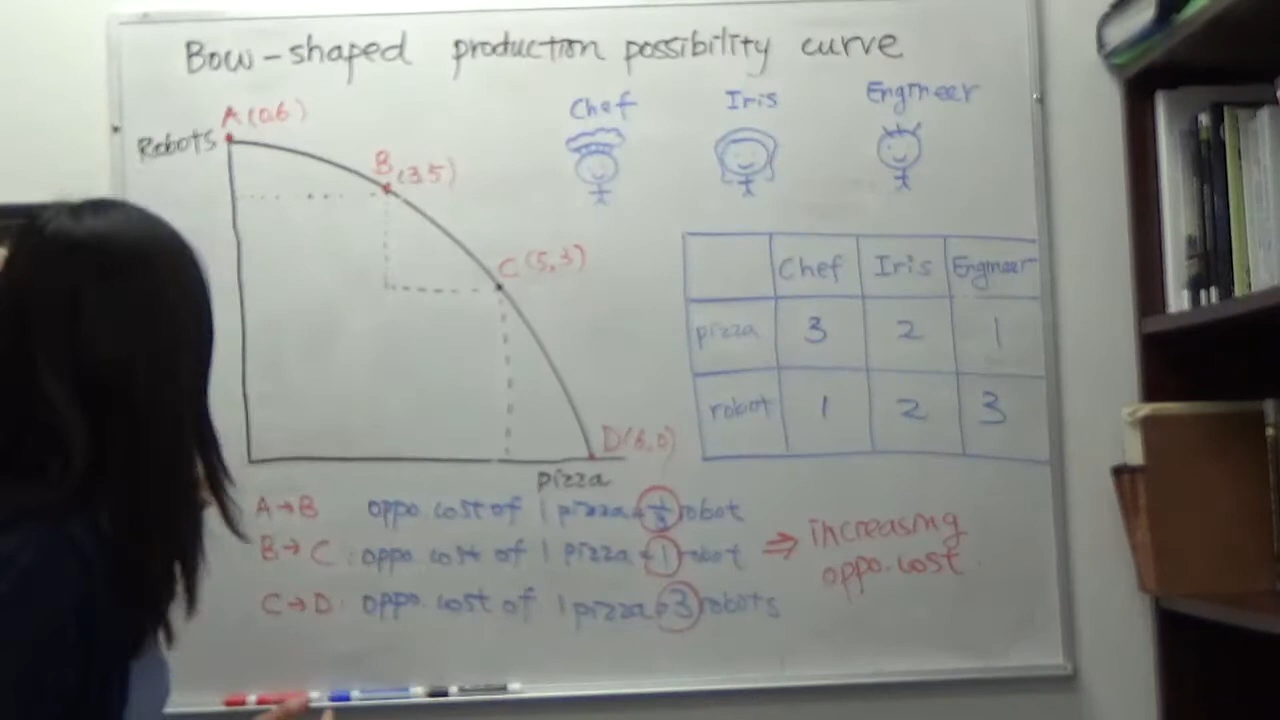 Bow-shaped production possibility curve
Chef Iris Engineer
A(0,6)
Robots
B(3,5)
C(5,3)
D(6,0)
pizza
Chef Iris Engineer
pizza 3 2 1
robot 1 2 3
A→B oppo.cost of 1 pizza = 1/3 robot
B→C: oppo.cost of 1 pizza = 1 robot
C→D: oppo.cost of 1 pizza = 3 robots
⇒ increasing
oppo.cost